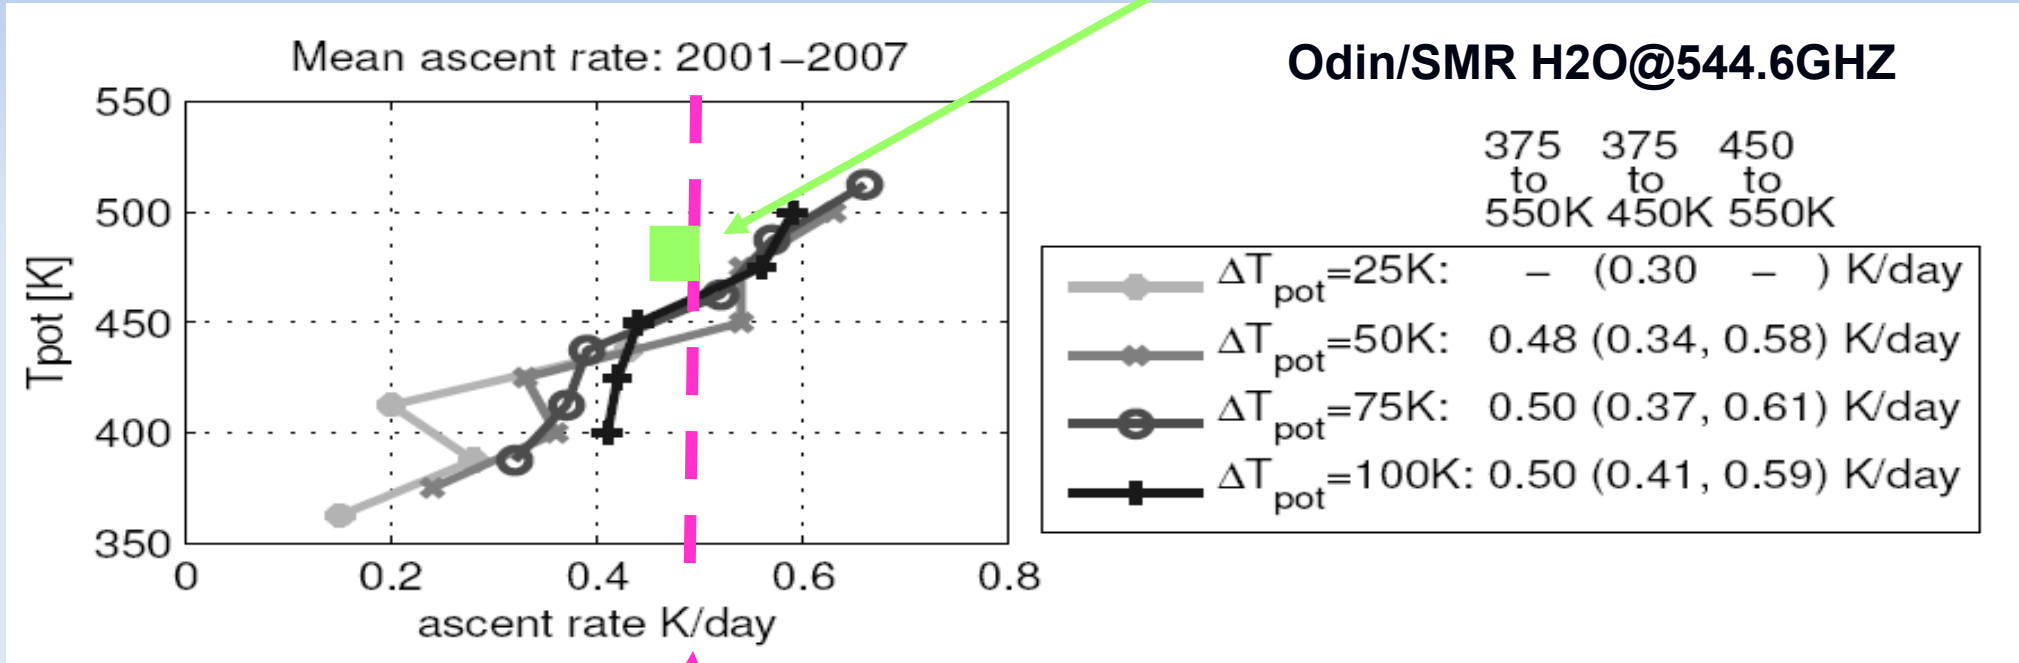 Mean ascent rate: 2001–2007
Odin/SMR H2O@544.6GHZ
550
500
450
400
350
Tpot [K]
0 0.2 0.4 0.6 0.8
ascent rate K/day
375 375 450
to to to
550K 450K 550K
ΔTpot=25K: – (0.30 – ) K/day
ΔTpot=50K: 0.48 (0.34, 0.58) K/day
ΔTpot=75K: 0.50 (0.37, 0.61) K/day
ΔTpot=100K: 0.50 (0.41, 0.59) K/day